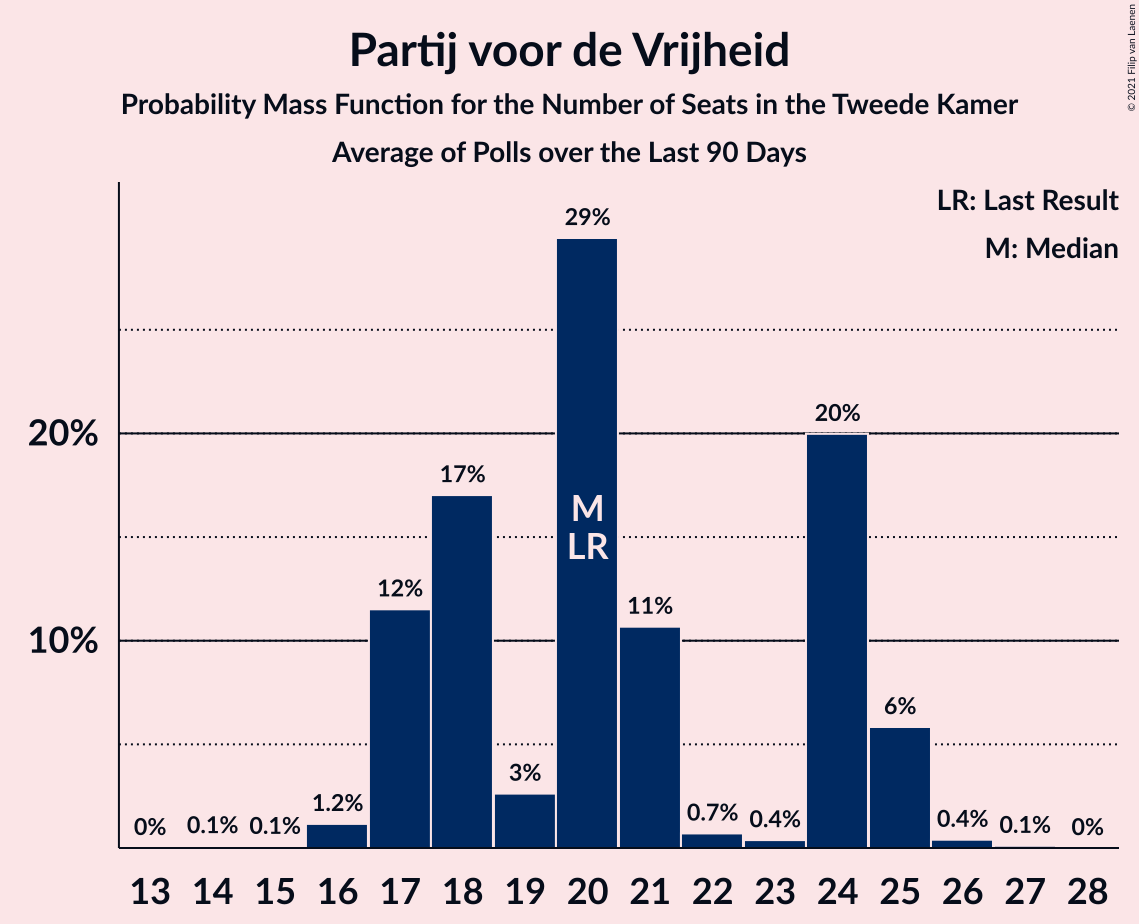 Partij voor de Vrijheid
Probability Mass Function for the Number of Seats in the Tweede Kamer
Average of Polls over the Last 90 Days
© 2021 Filip van Laenen
LR: Last Result
M: Median
20%
10%
0%
0.1%
0.1%
1.2%
12%
17%
3%
29%
M
LR
11%
0.7%
0.4%
20%
6%
0.4%
0.1%
0%
13 14 15 16 17 18 19 20 21 22 23 24 25 26 27 28